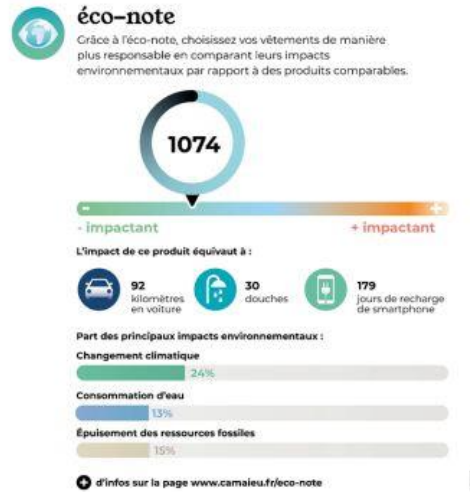 éco–note
Grâce à l'éco-note, choisissez vos vêtements de manière
plus responsable en comparant leurs impacts
environnementaux par rapport à des produits comparables.
1074
- +
- impactant + impactant
L'impact de ce produit équivaut à :
92 30 179
kilomètres douches jours de recharge
en voiture de smartphone
Part des principaux impacts environnementaux :
Changement climatique
24%
Consommation d'eau
13%
Épuisement des ressources fossiles
15%
+ d'infos sur la page www.camaieu.fr/eco-note